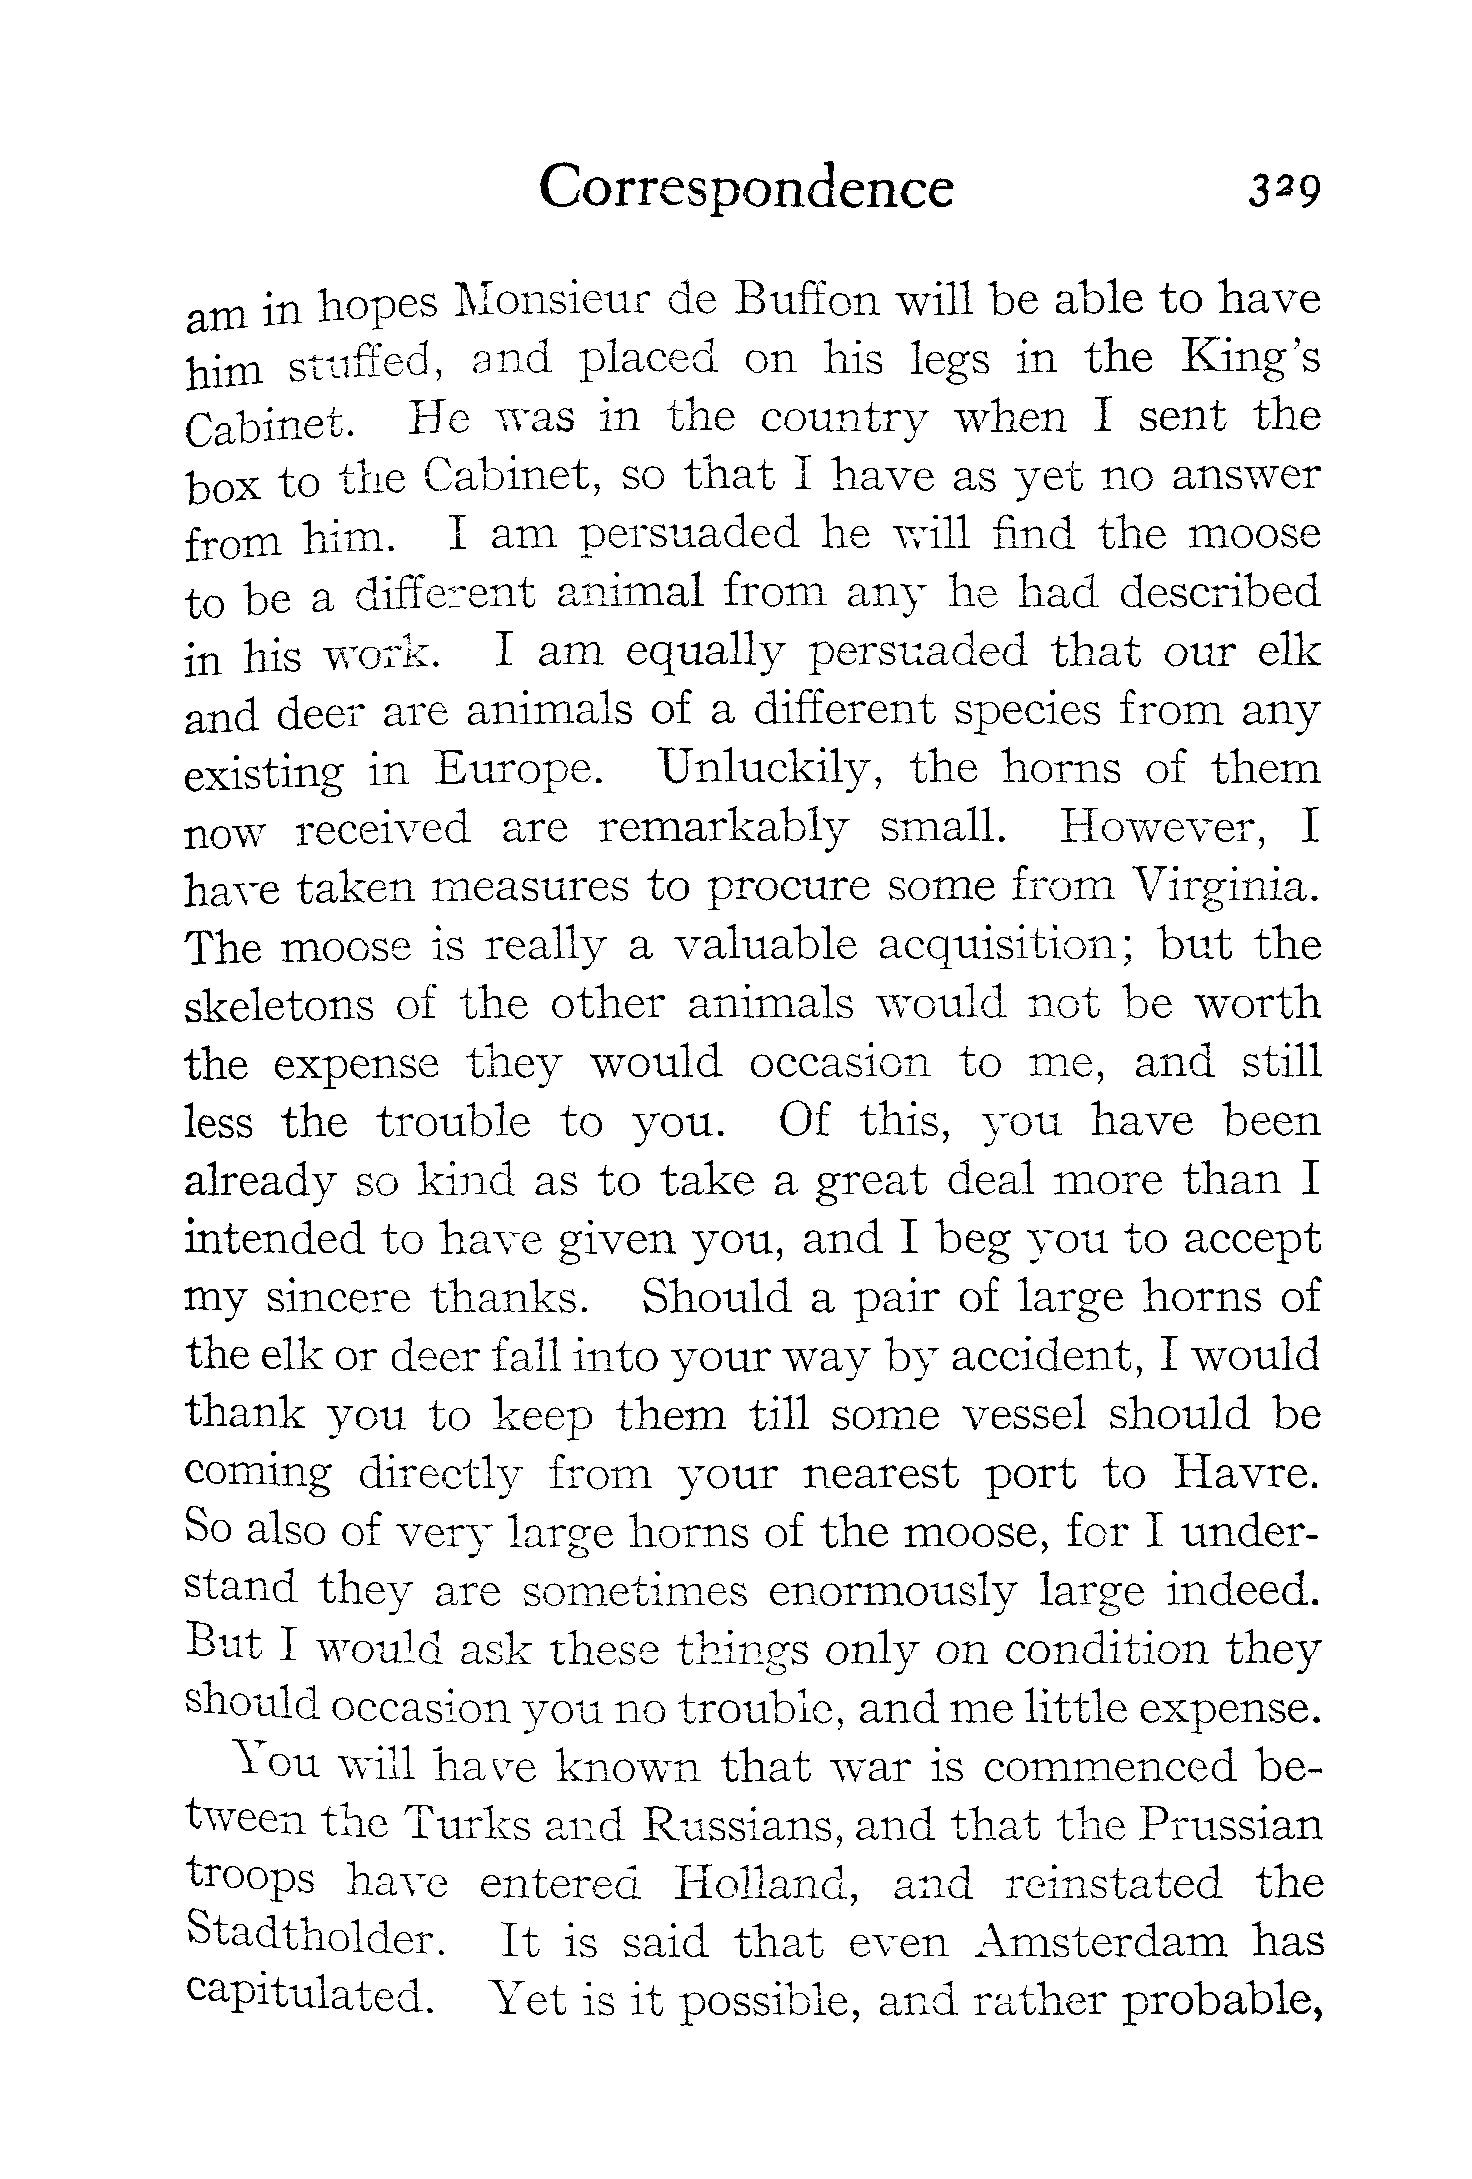 Correspondence 329
am in hopes Monsieur de Buffon will be able to have
him stuffed, and placed on his legs in the King's
Cabinet. He was in the country when I sent the
box to the Cabinet, so that I have as yet no answer
from him. I am persuaded he will find the moose
to be a different animal from any he had described
in his work. I am equally persuaded that our elk
and deer are animals of a different species from any
existing in Europe. Unluckily, the horns of them
now received are remarkably small. However, I
have taken measures to procure some from Virginia.
The moose is really a valuable acquisition; but the
skeletons of the other animals would not be worth
the expense they would occasion to me, and still
less the trouble to you. Of this, you have been
already so kind as to take a great deal more than I
intended to have given you, and I beg you to accept
my sincere thanks. Should a pair of large horns of
the elk or deer fall into your way by accident, I would
thank you to keep them till some vessel should be
coming directly from your nearest port to Havre.
So also of very large horns of the moose, for I under-
stand they are sometimes enormously large indeed.
But I would ask these things only on condition they
should occasion you no trouble, and me little expense.
You will have known that war is commenced be-
tween the Turks and Russians, and that the Prussian
troops have entered Holland, and reinstated the
Stadtholder. It is said that even Amsterdam has
capitulated. Yet is it possible, and rather probable,